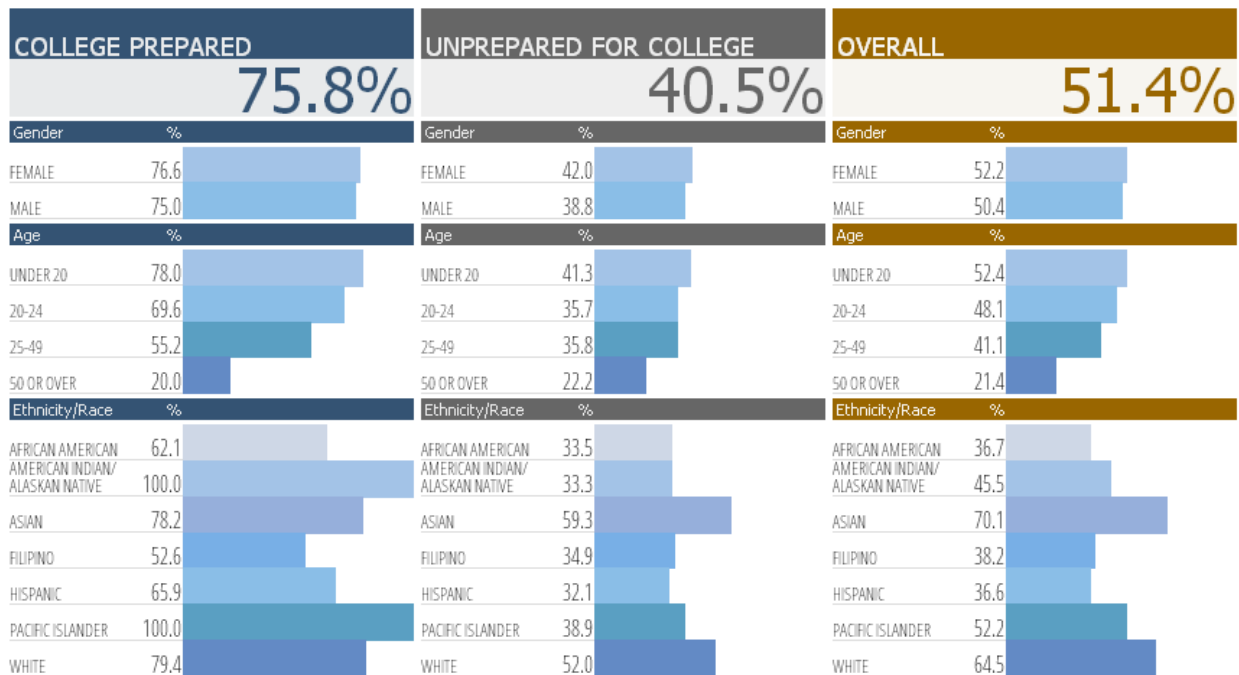 COLLEGE PREPARED UNPREPARED FOR COLLEGE OVERALL
75.8% 40.5% 51.4%
Gender % Gender % Gender %
FEMALE 76.6 FEMALE 42.0 FEMALE 52.2
MALE 75.0 MALE 38.8 MALE 50.4
Age % Age % Age %
UNDER 20 78.0 UNDER 20 41.3 UNDER 20 52.4
20-24 69.6 20-24 35.7 20-24 48.1
25-49 55.2 25-49 35.8 25-49 41.1
50 OR OVER 20.0 50 OR OVER 22.2 50 OR OVER 21.4
Ethnicity/Race % Ethnicity/Race % Ethnicity/Race %
AFRICAN AMERICAN 62.1 AFRICAN AMERICAN 33.5 AFRICAN AMERICAN 36.7
AMERICAN INDIAN/ AMERICAN INDIAN/ AMERICAN INDIAN/
ALASKAN NATIVE 100.0 ALASKAN NATIVE 33.3 ALASKAN NATIVE 45.5
ASIAN 78.2 ASIAN 59.3 ASIAN 70.1
FILIPINO 52.6 FILIPINO 34.9 FILIPINO 38.2
HISPANIC 65.9 HISPANIC 32.1 HISPANIC 36.6
PACIFIC ISLANDER 100.0 PACIFIC ISLANDER 38.9 PACIFIC ISLANDER 52.2
WHITE 79.4 WHITE 52.0 WHITE 64.5